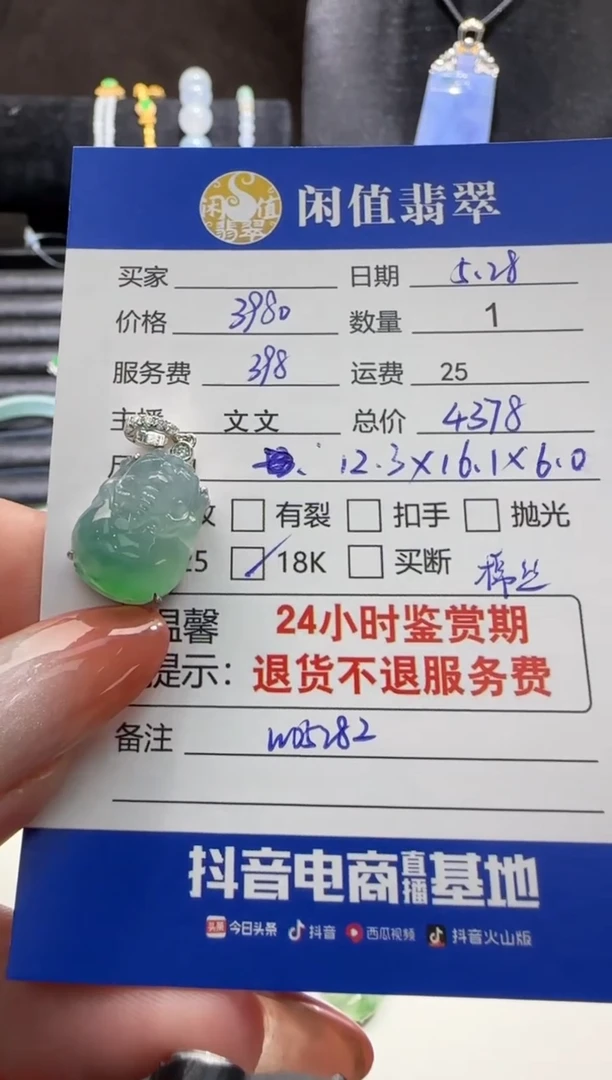 闲值翡翠 闲值翡翠
买家 日期 5.28
价格 3980 数量 1
服务费 398 运费 25
主播 文文 总价 4378
12.3×16.1×6.0
有裂 扣手 抛光
18K 买断 棉丝
温馨 24小时鉴赏期
提示: 退货不退服务费
备注 W05282
抖音电商直播基地
头条 今日头条 抖音 西瓜视频 抖音火山版